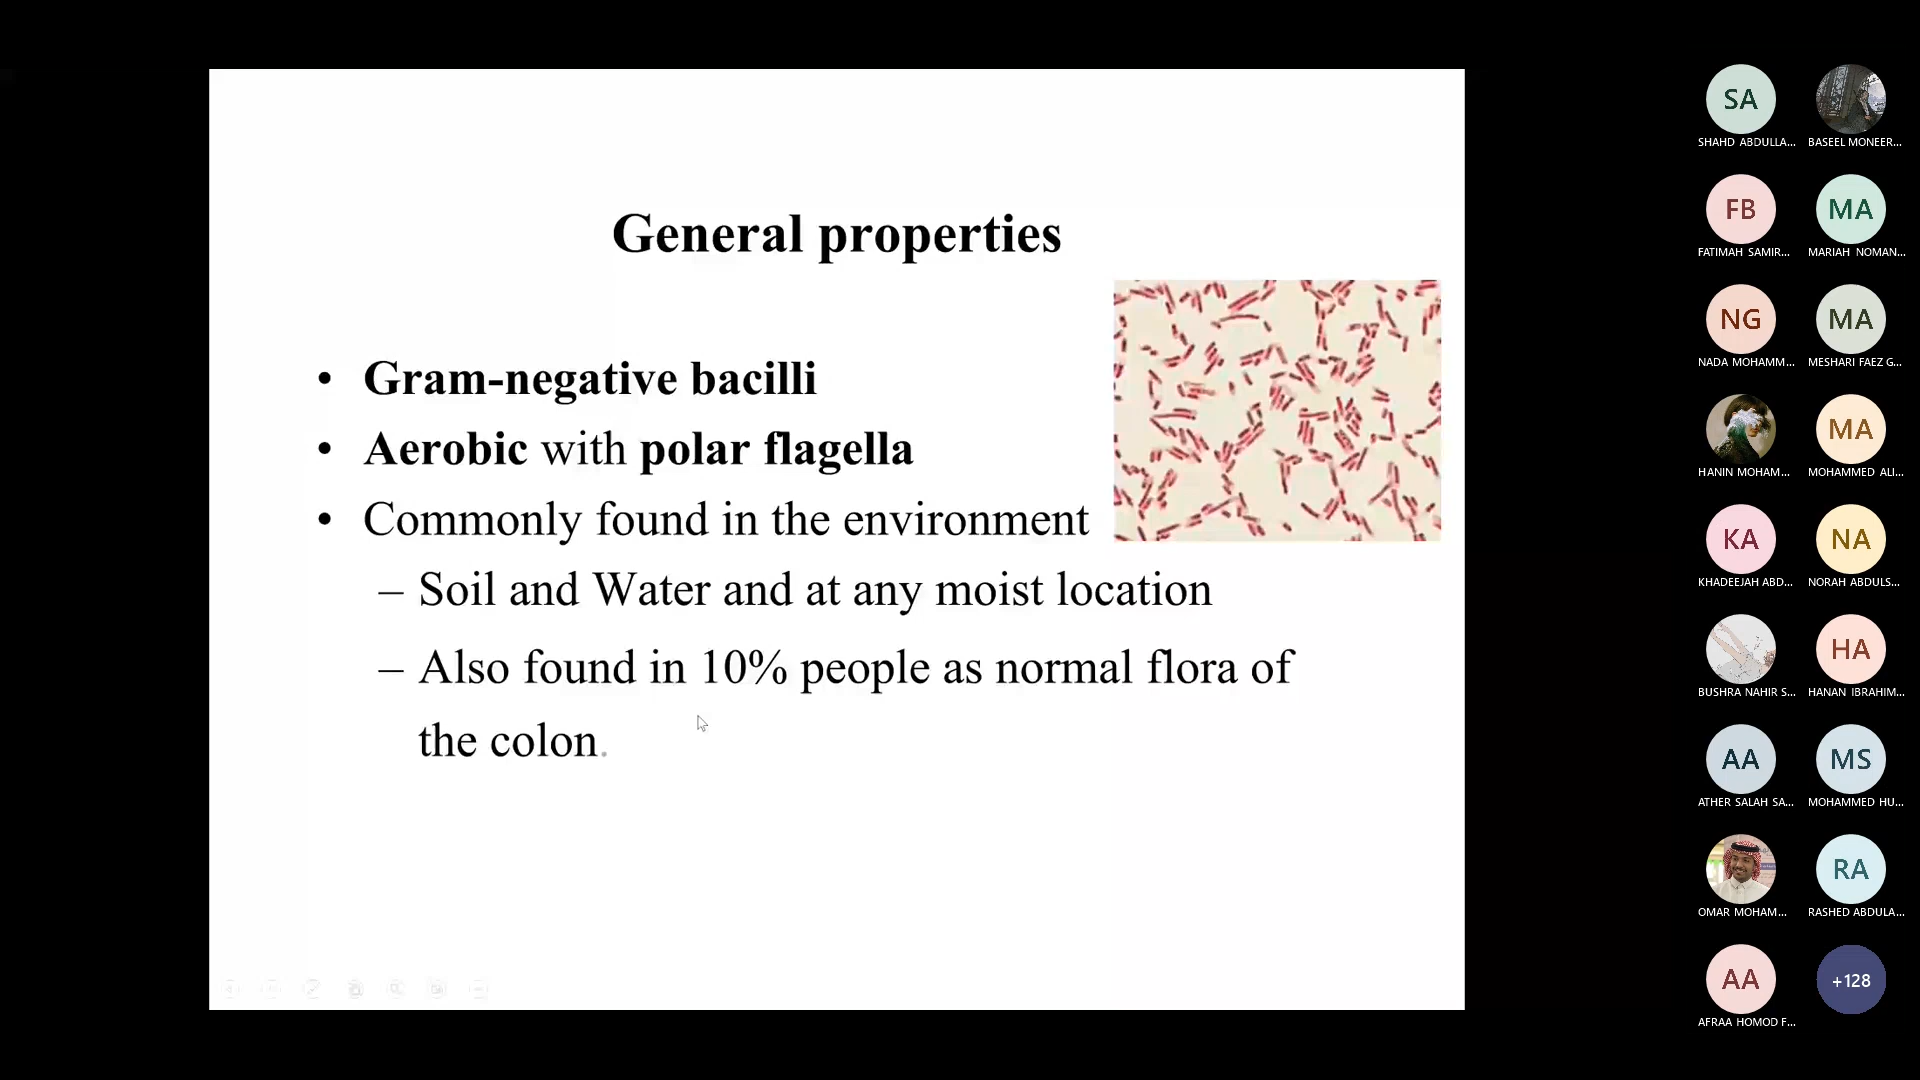 General properties
• Gram-negative bacilli
• Aerobic with polar flagella
• Commonly found in the environment
– Soil and Water and at any moist location
– Also found in 10% people as normal flora of
the colon.
SA
SHAHD ABDULLA...
BASEEL MONEER...
FB
FATIMAH SAMIR...
MA
MARIAH NOMAN...
NG
NADA MOHAMM...
MA
MESHARI FAEZ G...
HANIN MOHAM...
MA
MOHAMMED ALI...
KA
KHADEEJAH ABD...
NA
NORAH ABDULS...
BUSHRA NAHIR S...
HA
HANAN IBRAHIM...
AA
ATHER SALAH SA...
MS
MOHAMMED HU...
OMAR MOHAM...
RA
RASHED ABDULA...
AA
AFRAA HOMOD F...
+128